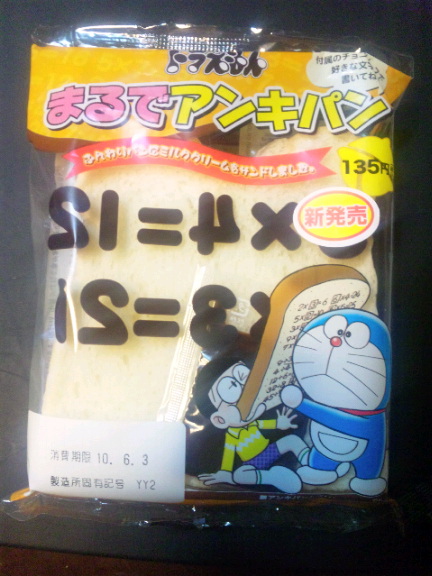 ドラえもん
付属のチョコ
好きな文
書いてね
まるでアンキパン
ふんわりパンにミルククリームをサンドしました。
135円
×4=12
新発売
3=21
消費期限 10. 6. 3
製造所固有記号 YY2